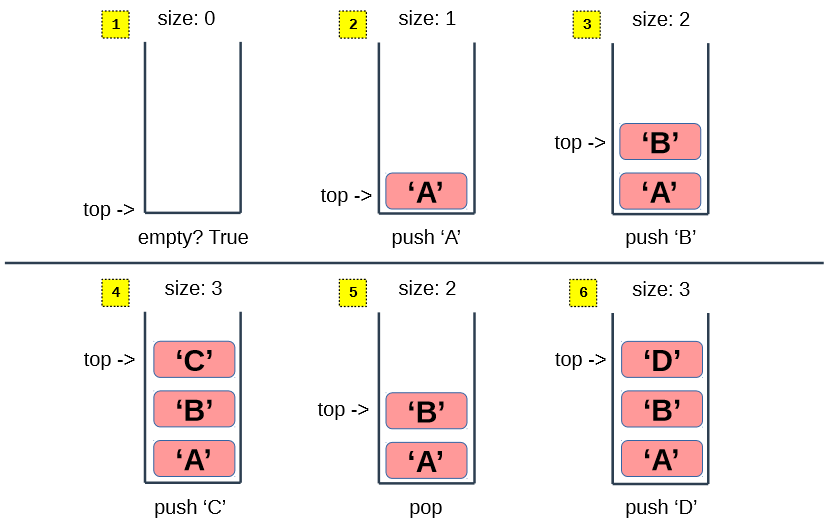 1
size: 0
top ->
empty? True
2
size: 1
top ->
‘A’
push ‘A’
3
size: 2
top ->
‘B’
‘A’
push ‘B’
4
size: 3
top ->
‘C’
‘B’
‘A’
push ‘C’
5
size: 2
top ->
‘B’
‘A’
pop
6
size: 3
top ->
‘D’
‘B’
‘A’
push ‘D’